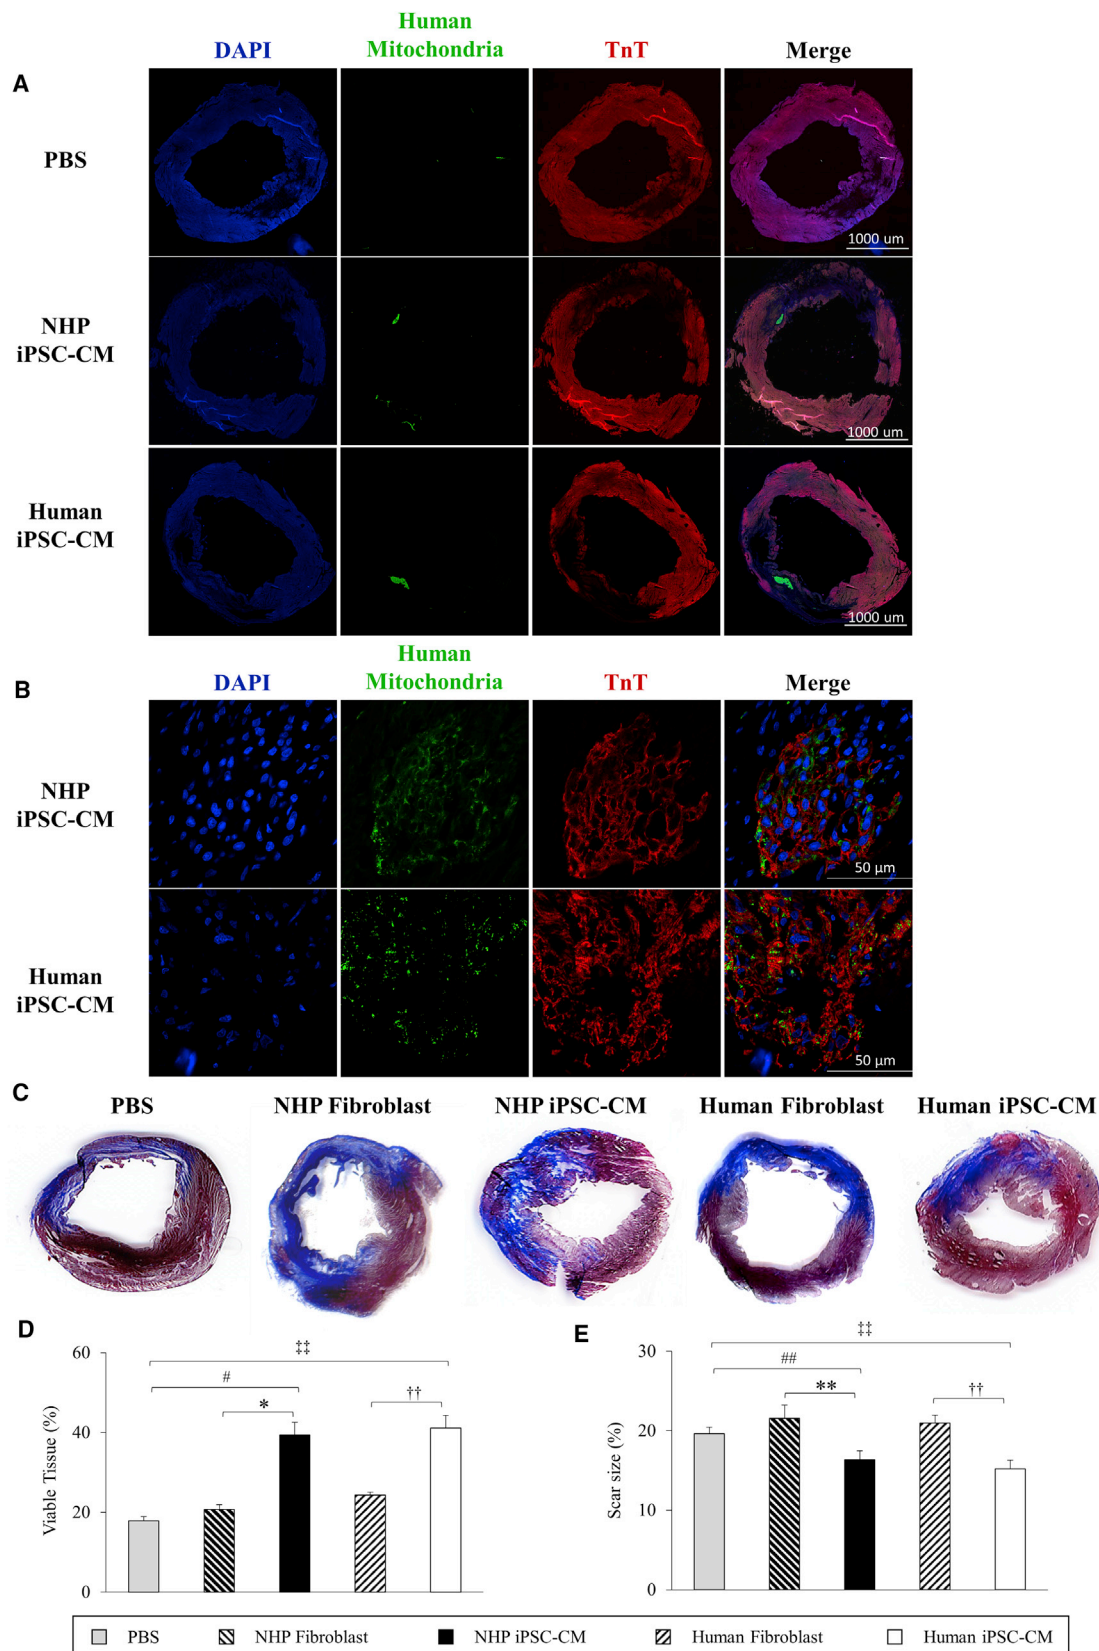 Human
DAPI Mitochondria TnT Merge
A
PBS
1000 um
NHP
iPSC-CM
1000 um
Human
iPSC-CM
1000 um
Human
B DAPI Mitochondria TnT Merge
NHP
iPSC-CM
50 µm
Human
iPSC-CM
50 µm
C
PBS NHP Fibroblast NHP iPSC-CM Human Fibroblast Human iPSC-CM
D
Viable Tissue (%)
60
40
20
0
‡‡
#
*
††
E
Scar size (%)
30
20
10
0
‡‡
##
**
††
PBS NHP Fibroblast NHP iPSC-CM Human Fibroblast Human iPSC-CM